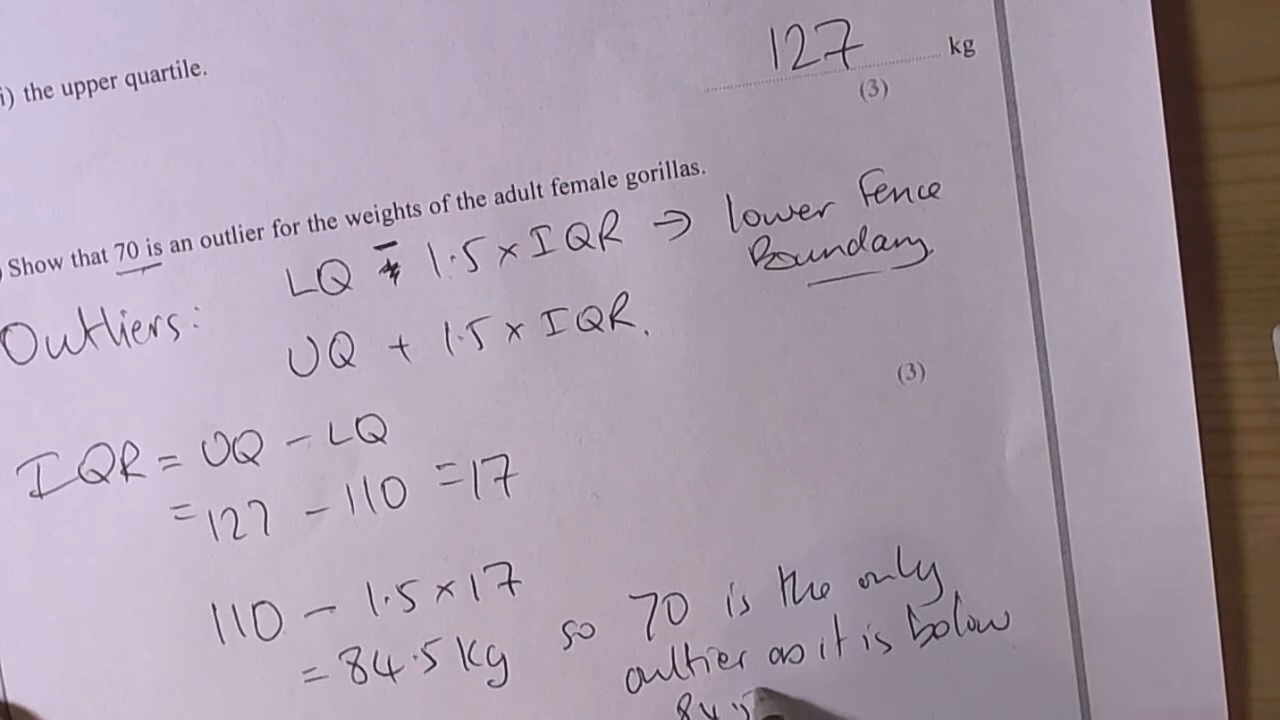 127 kg
i) the upper quartile.
(3)
Show that 70 is an outlier for the weights of the adult female gorillas.
LQ - 1.5 × IQR → lower Fence
Boundary
Outliers:
UQ + 1.5 × IQR.
(3)
IQR = UQ - LQ
= 127 - 110 = 17
110 - 1.5 × 17
= 84.5 kg so 70 is the only
outlier as it is below
84.5